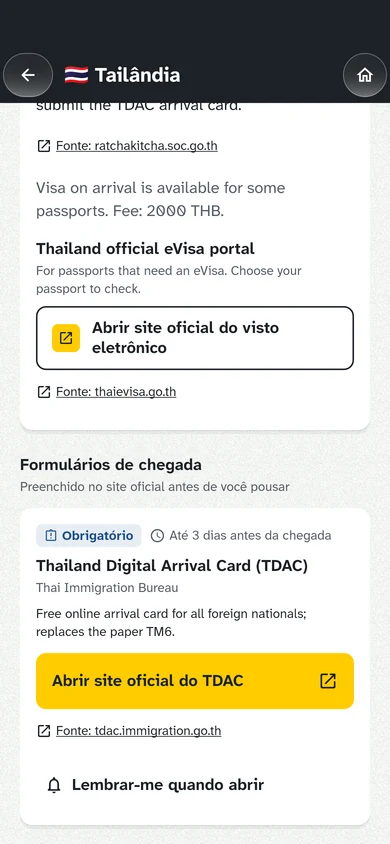 Tailândia
submit the TDAC arrival card.
Fonte: ratchakitcha.soc.go.th
Visa on arrival is available for some
passports. Fee: 2000 THB.
Thailand official eVisa portal
For passports that need an eVisa. Choose your
passport to check.
Abrir site oficial do visto
eletrônico
Fonte: thaievisa.go.th
Formulários de chegada
Preenchido no site oficial antes de você pousar
Obrigatório Até 3 dias antes da chegada
Thailand Digital Arrival Card (TDAC)
Thai Immigration Bureau
Free online arrival card for all foreign nationals;
replaces the paper TM6.
Abrir site oficial do TDAC
Fonte: tdac.immigration.go.th
Lembrar-me quando abrir